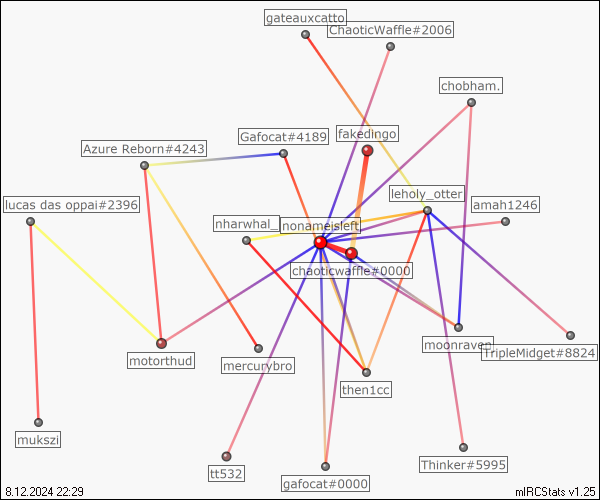 gateauxcatto
ChaoticWaffle#2006
chobham.
Gafocat#4189
fakedingo
Azure Reborn#4243
leholy_otter
lucas das oppai#2396
amah1246
nharwhal_
nonameisleft
chaoticwaffle#0000
moonraven
TripleMidget#8824
motorthud
mercurybro
then1cc
mukszi
Thinker#5995
tt532
gafocat#0000
8.12.2024 22:29
mIRCStats v1.25